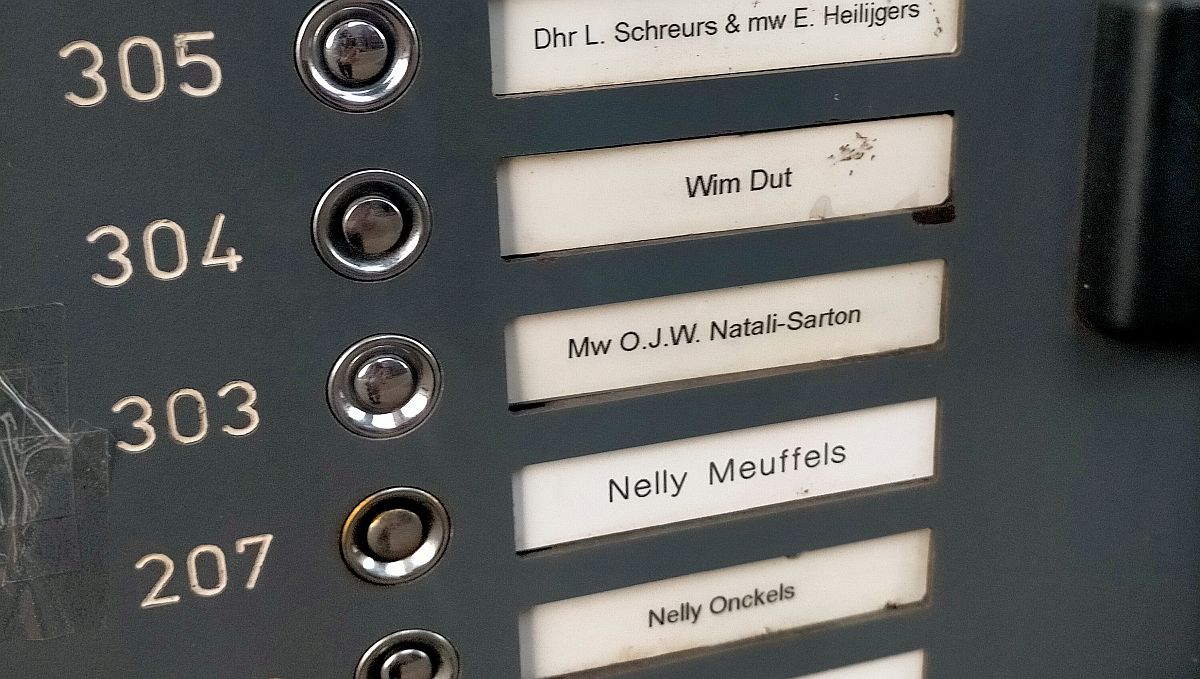 305 Dhr L. Schreurs & mw E. Heilijgers
304 Wim Dut
303 Mw O.J.W. Natali-Sarton
207 Nelly Meuffels
Nelly Onckels